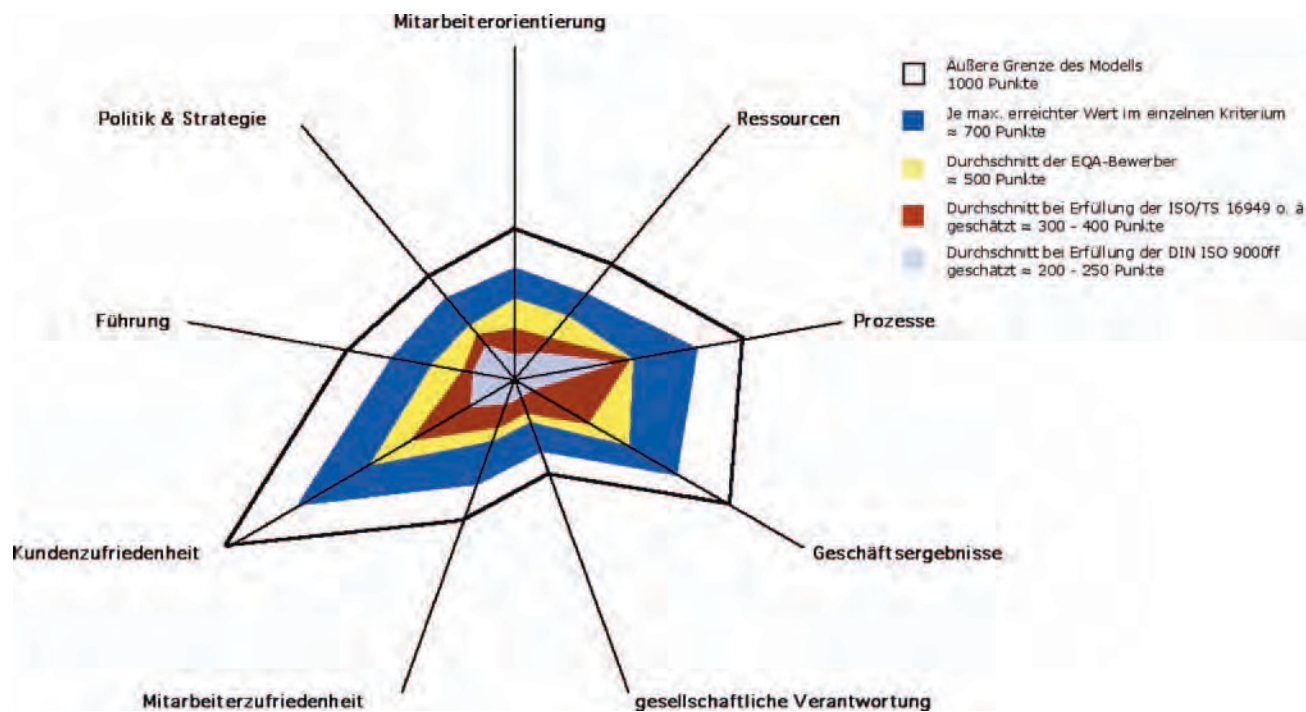 Mitarbeiterorientierung
Politik & Strategie
Ressourcen
Führung
Prozesse
Kundenzufriedenheit
Geschäftsergebnisse
Mitarbeiterzufriedenheit
gesellschaftliche Verantwortung
Äußere Grenze des Modells
1000 Punkte
Je max. erreichter Wert im einzelnen Kriterium
≈ 700 Punkte
Durchschnitt der EQA-Bewerber
≈ 500 Punkte
Durchschnitt bei Erfüllung der ISO/TS 16949 o. ä
geschätzt ≈ 300 - 400 Punkte
Durchschnitt bei Erfüllung der DIN ISO 9000ff
geschätzt ≈ 200 - 250 Punkte